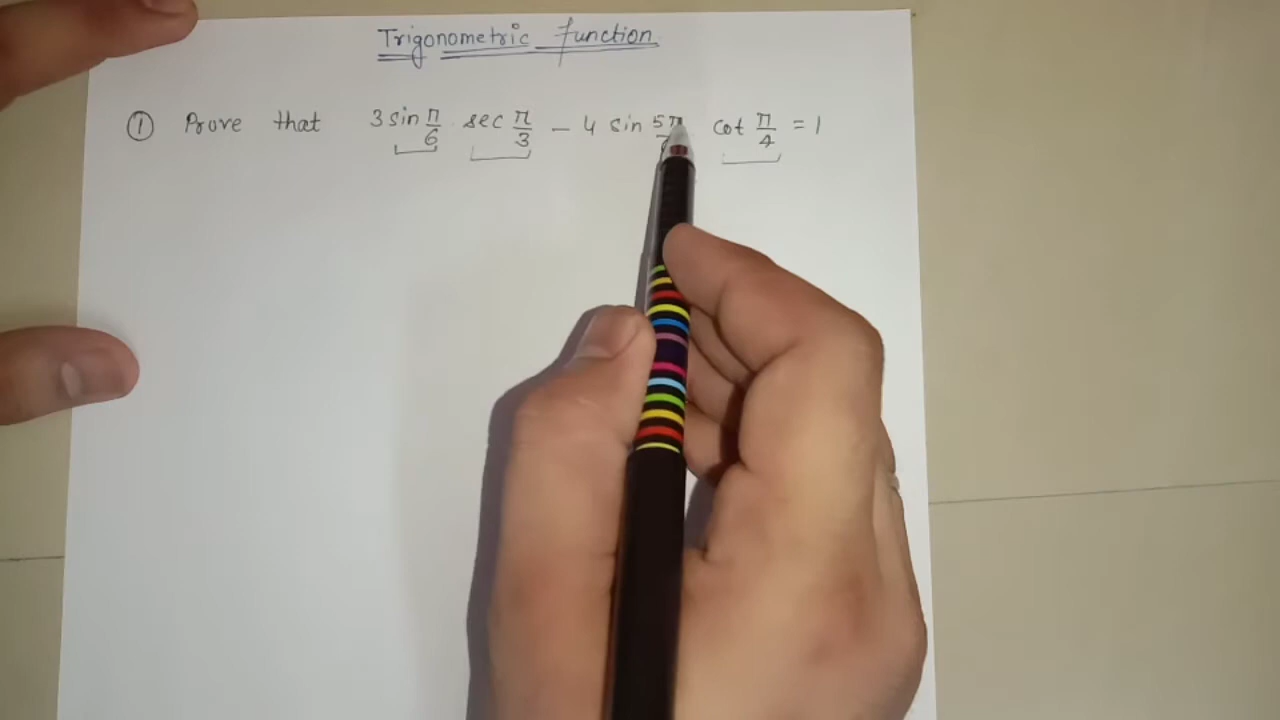 Trigonometric Function
① Prove that 3 sin π/6 sec π/3 - 4 sin 5π cot π/4 = 1